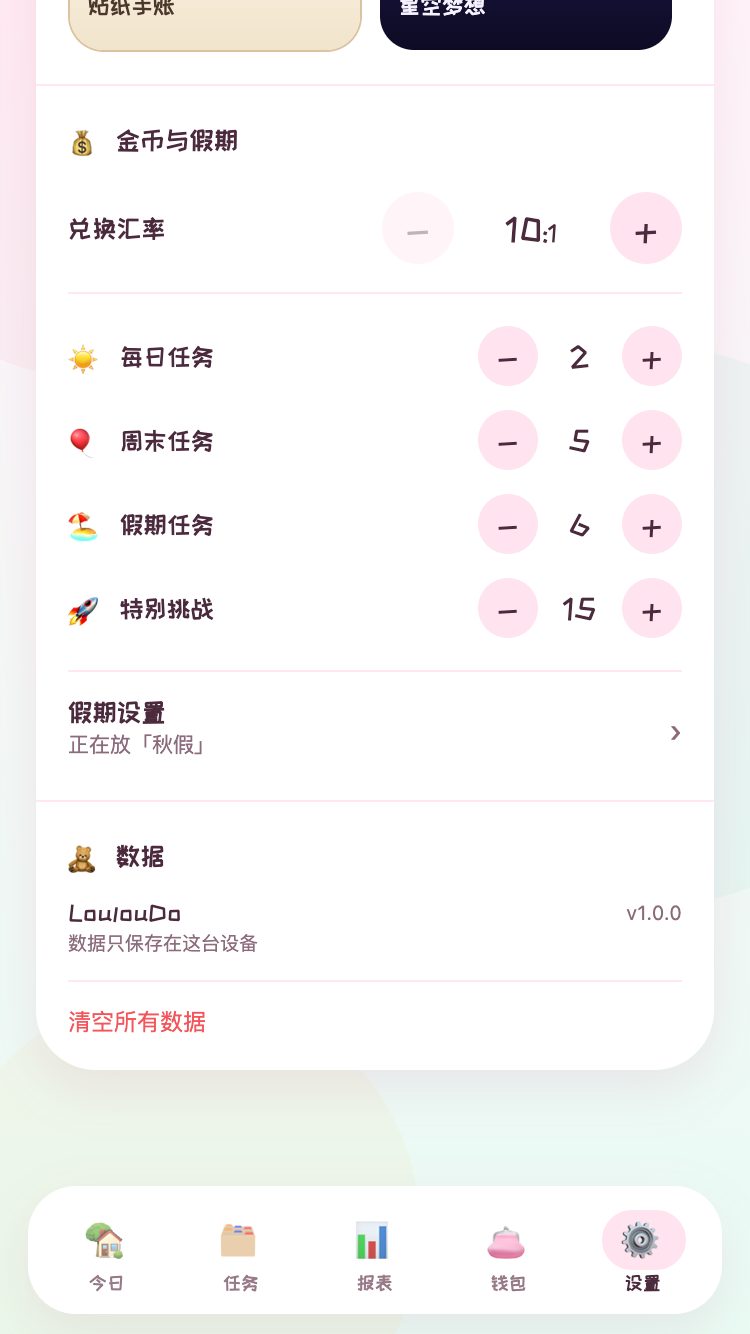 贴纸手账
星空梦想
金币与假期
兑换汇率
− 10:1 +
每日任务
− 2 +
周末任务
− 5 +
假期任务
− 6 +
特别挑战
− 15 +
假期设置
正在放「秋假」
›
数据
LoulouDo
v1.0.0
数据只保存在这台设备
清空所有数据
今日
任务
报表
钱包
设置